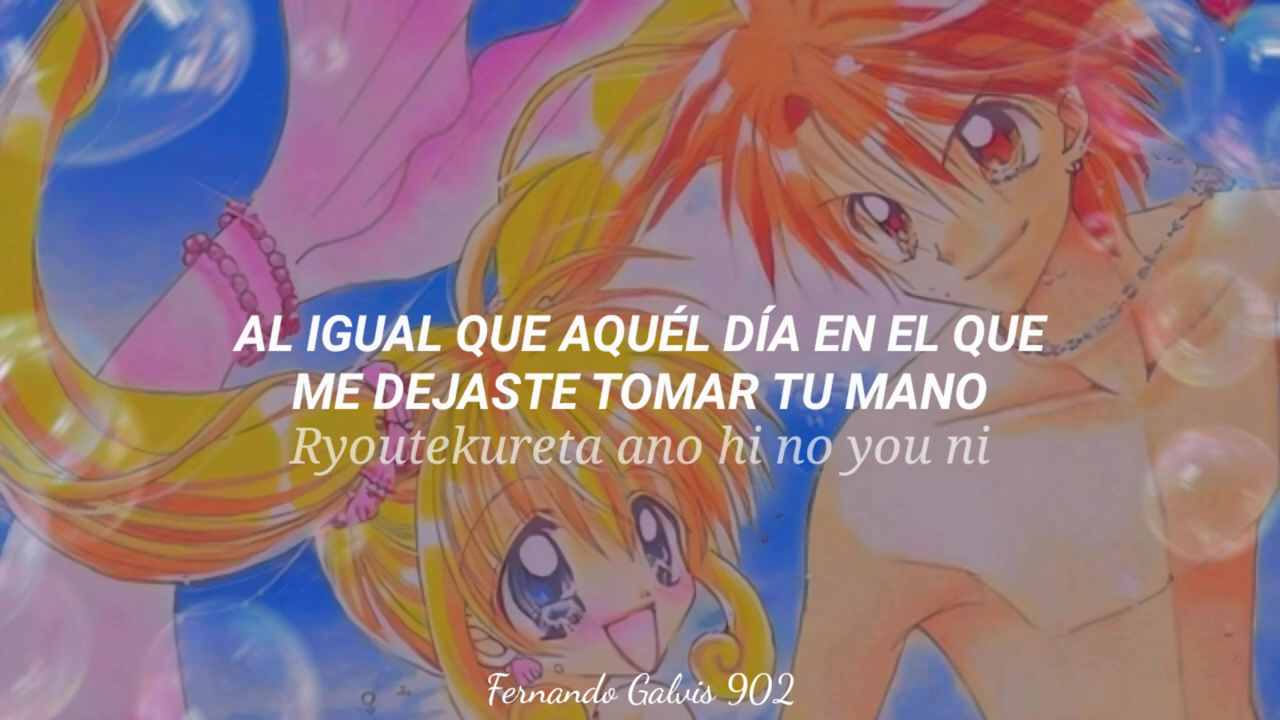 AL IGUAL QUE AQUÉL DÍA EN EL QUE
ME DEJASTE TOMAR TU MANO
Ryoutekureta ano hi no you ni
Fernando Galvis 902